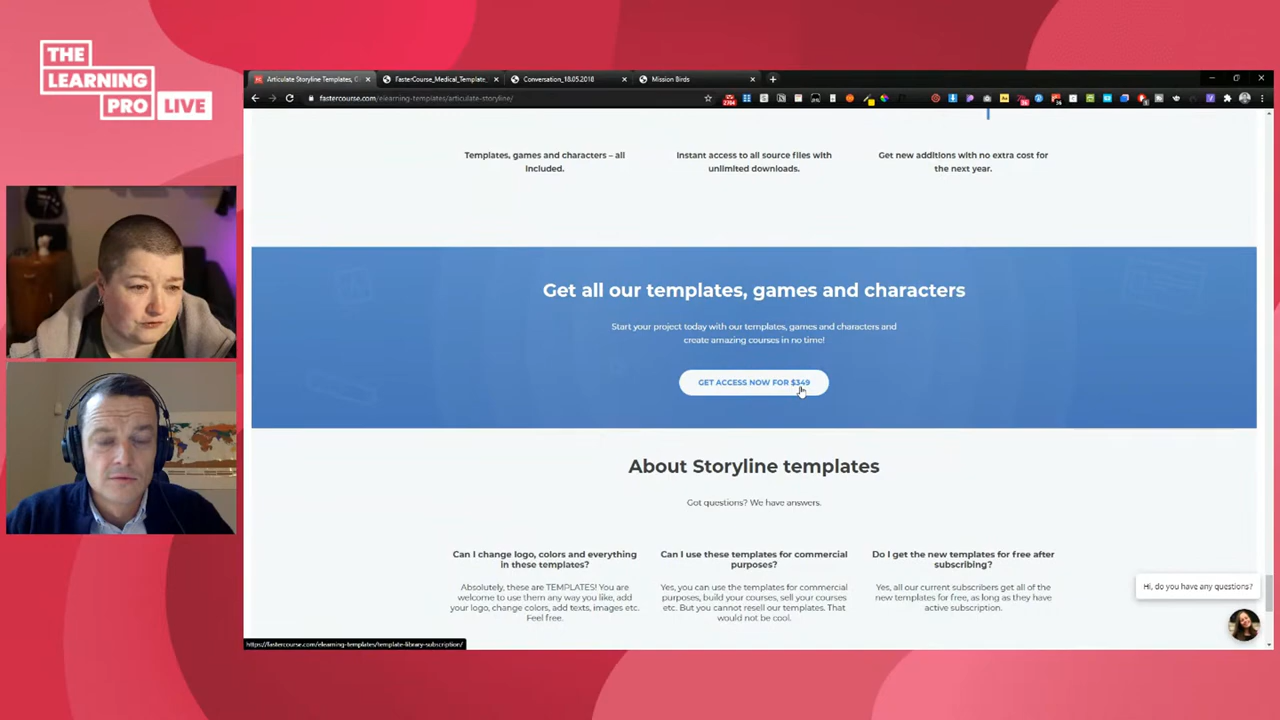 THE
LEARNING
PRO LIVE
Articulate Storyline Templates, G
FasterCourse_Medical_Template_
Conversation_18.05.2018
Mission Birds
fastercourse.com/elearning-templates/articulate-storyline/
2704
Templates, games and characters – all
included.
Instant access to all source files with
unlimited downloads.
Get new additions with no extra cost for
the next year.
Get all our templates, games and characters
Start your project today with our templates, games and characters and
create amazing courses in no time!
GET ACCESS NOW FOR $349
About Storyline templates
Got questions? We have answers.
Can I change logo, colors and everything
in these templates?
Absolutely, these are TEMPLATES! You are
welcome to use them any way you like, add
your logo, change colors, add texts, images etc.
Feel free.
Can I use these templates for commercial
purposes?
Yes, you can use the templates for commercial
purposes, build your courses, sell your courses
etc. But you cannot resell our templates. That
would not be cool.
Do I get the new templates for free after
subscribing?
Yes, all our current subscribers get all of the
new templates for free, as long as they have
active subscription.
Hi, do you have any questions?
https://fastercourse.com/elearning-templates/template-library-subscription/